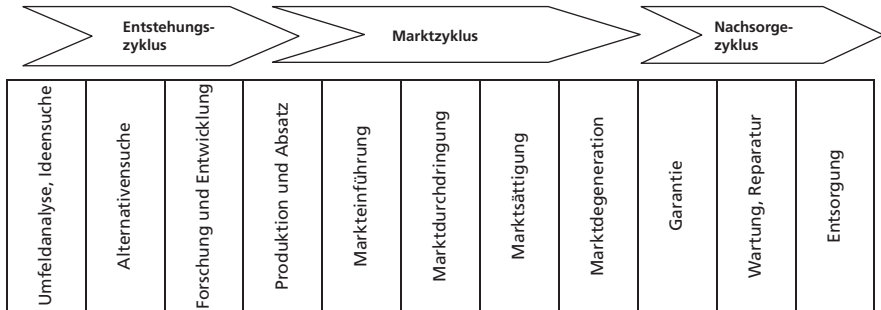 Entstehungs-
zyklus
Marktzyklus
Nachsorge-
zyklus
Umfeldanalyse, Ideensuche
Alternativensuche
Forschung und Entwicklung
Produktion und Absatz
Markteinführung
Marktdurchdringung
Marktsättigung
Marktdegeneration
Garantie
Wartung, Reparatur
Entsorgung